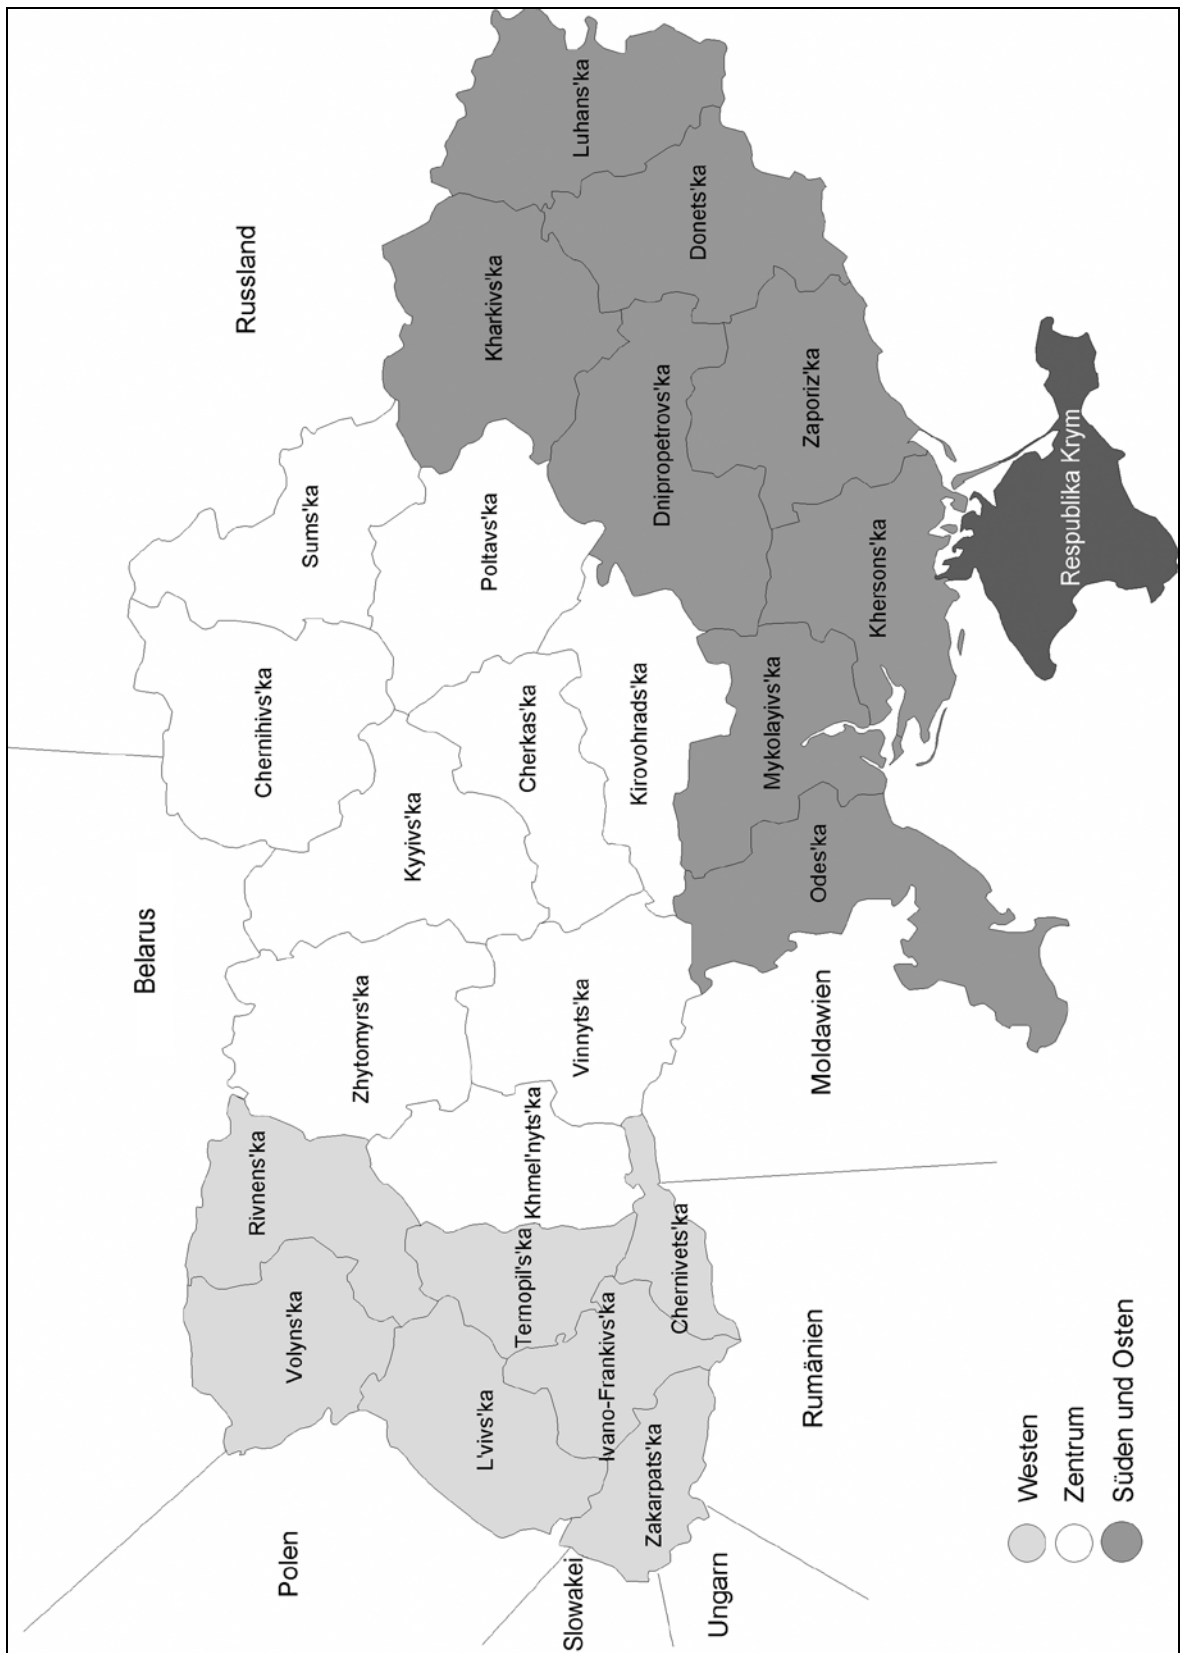 Belarus
Russland
Polen
Slowakei
Ungarn
Rumänien
Moldawien
Volyns'ka
Rivnens'ka
Zhytomyrs'ka
Kyyivs'ka
Chernihivs'ka
Sums'ka
L'vivs'ka
Ternopil's'ka
Khmel'nyts'ka
Vinnyts'ka
Cherkas'ka
Poltavs'ka
Kharkivs'ka
Luhans'ka
Zakarpats'ka
Ivano-Frankivs'ka
Chernivets'ka
Kirovohrads'ka
Dnipropetrovs'ka
Donets'ka
Odes'ka
Mykolayivs'ka
Khersons'ka
Zaporiz'ka
Respublika Krym
Westen
Zentrum
Süden und Osten